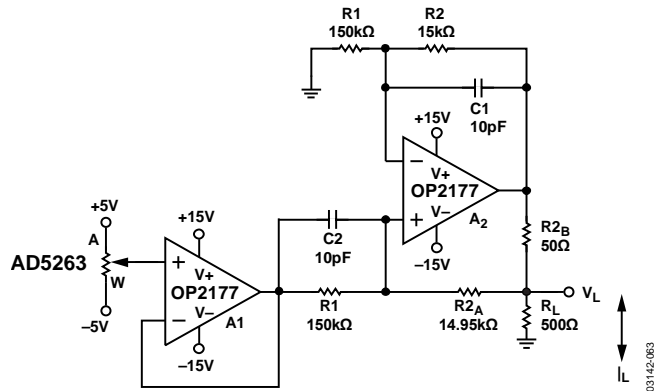 R1
150kΩ
R2
15kΩ
C1
10pF
+15V
–
V+
OP2177
V–
+
A2
–15V
R2B
50Ω
+5V
A
AD5263
W
–5V
+15V
+
V+
OP2177
V–
–
A1
–15V
C2
10pF
R1
150kΩ
R2A
14.95kΩ
VL
RL
500Ω
IL
03142-063